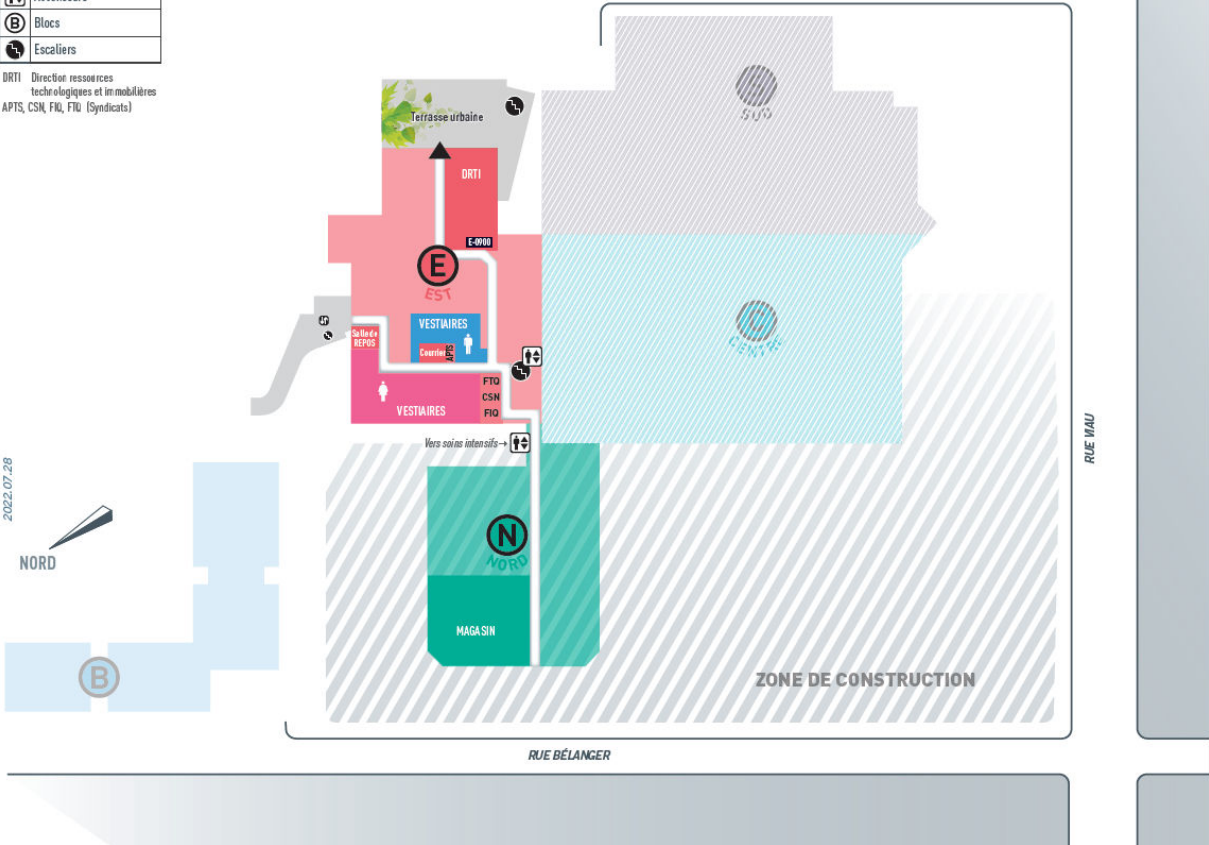 B Blocs
Escaliers
DRTI Direction ressources
technologiques et immobilières
APTS, CSN, FIQ, FTQ (Syndicats)
SUD
Terrasse urbaine
DRTI
E-0900
E
EST
C
CENTRE
VESTIAIRES
Salle de
REPOS
Courrier
APTS
FTQ
CSN
FIQ
VESTIAIRES
Vers soins intensifs→
RUE VIAU
2022.07.28
NORD
N
NORD
MAGASIN
B
ZONE DE CONSTRUCTION
RUE BÉLANGER